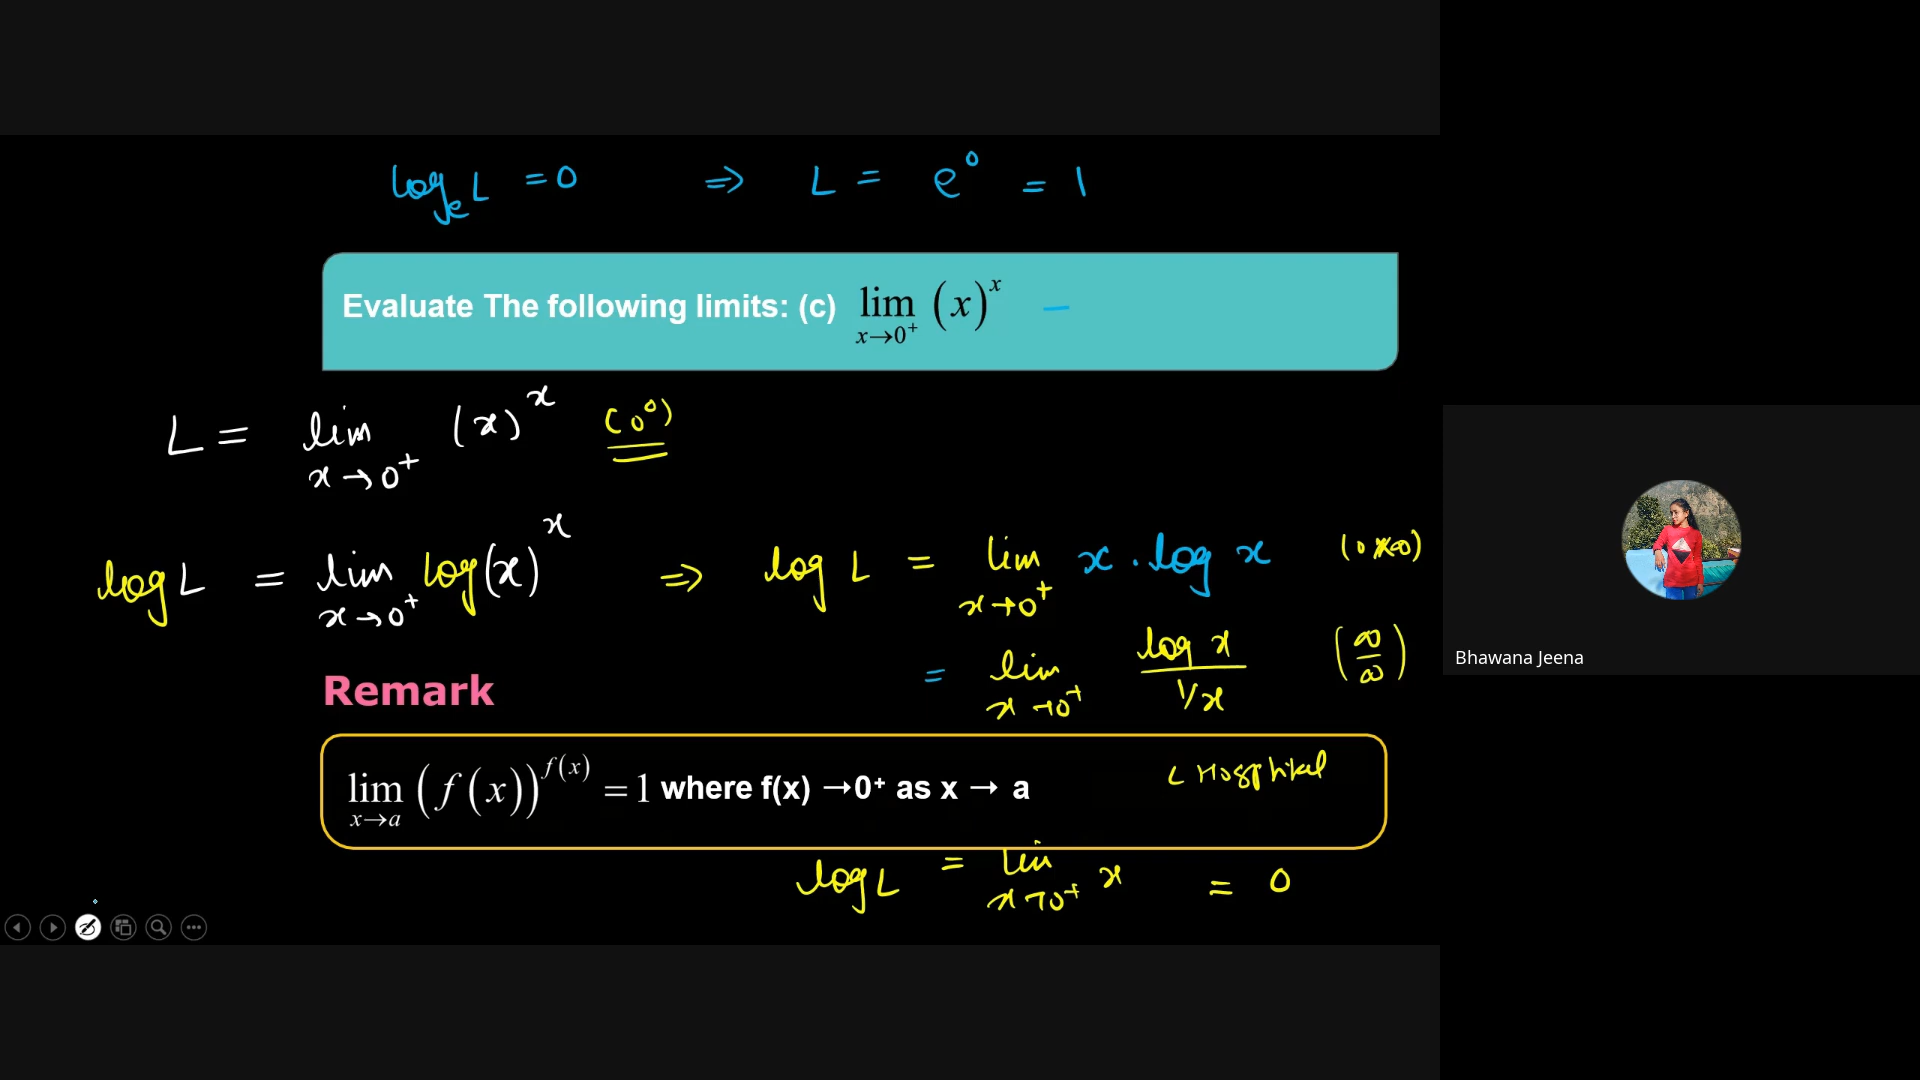 logₑ L = 0 ⇒ L = e⁰ = 1
Evaluate The following limits: (c) lim x→0⁺ (x)ˣ –
L = lim x→0⁺ (x)ˣ (0⁰)
log L = lim x→0⁺ log(x)ˣ ⇒ log L = lim x→0⁺ x . log x (0×∞)
= lim x→0⁺ log x / 1/x (∞/∞)
Remark
lim x→a (f(x))^f(x) = 1 where f(x) →0⁺ as x → a
L Hospital
log L = lim x→0⁺ x = 0
Bhawana Jeena